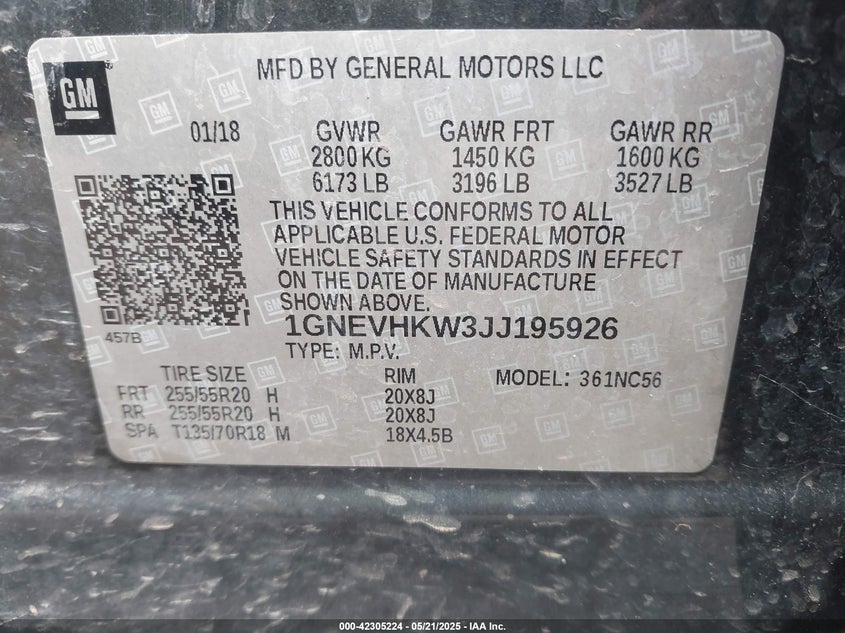 GM
MFD BY GENERAL MOTORS LLC
01/18 GVWR GAWR FRT GAWR RR
2800 KG 1450 KG 1600 KG
6173 LB 3196 LB 3527 LB
THIS VEHICLE CONFORMS TO ALL
APPLICABLE U.S. FEDERAL MOTOR
VEHICLE SAFETY STANDARDS IN EFFECT
ON THE DATE OF MANUFACTURE
SHOWN ABOVE.
457B
1GNEVHKW3JJ195926
TYPE: M.P.V.
TIRE SIZE RIM MODEL: 361NC56
FRT 255/55R20 H 20X8J
RR 255/55R20 H 20X8J
SPA T135/70R18 M 18X4.5B
000-42305224 - 05/21/2025 - IAA Inc.